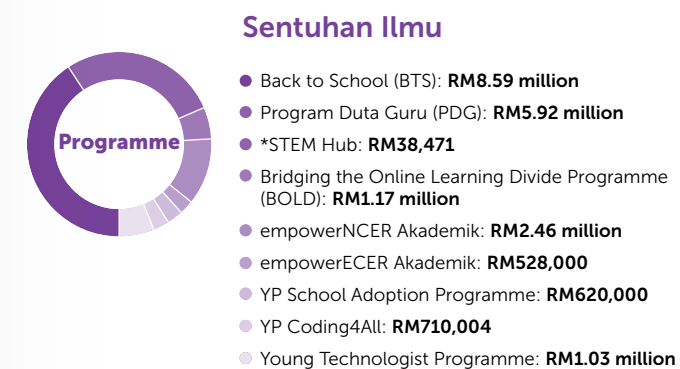 Sentuhan Ilmu
Programme
Back to School (BTS): RM8.59 million
Program Duta Guru (PDG): RM5.92 million
*STEM Hub: RM38,471
Bridging the Online Learning Divide Programme
(BOLD): RM1.17 million
empowerNCER Akademik: RM2.46 million
empowerECER Akademik: RM528,000
YP School Adoption Programme: RM620,000
YP Coding4All: RM710,004
Young Technologist Programme: RM1.03 million